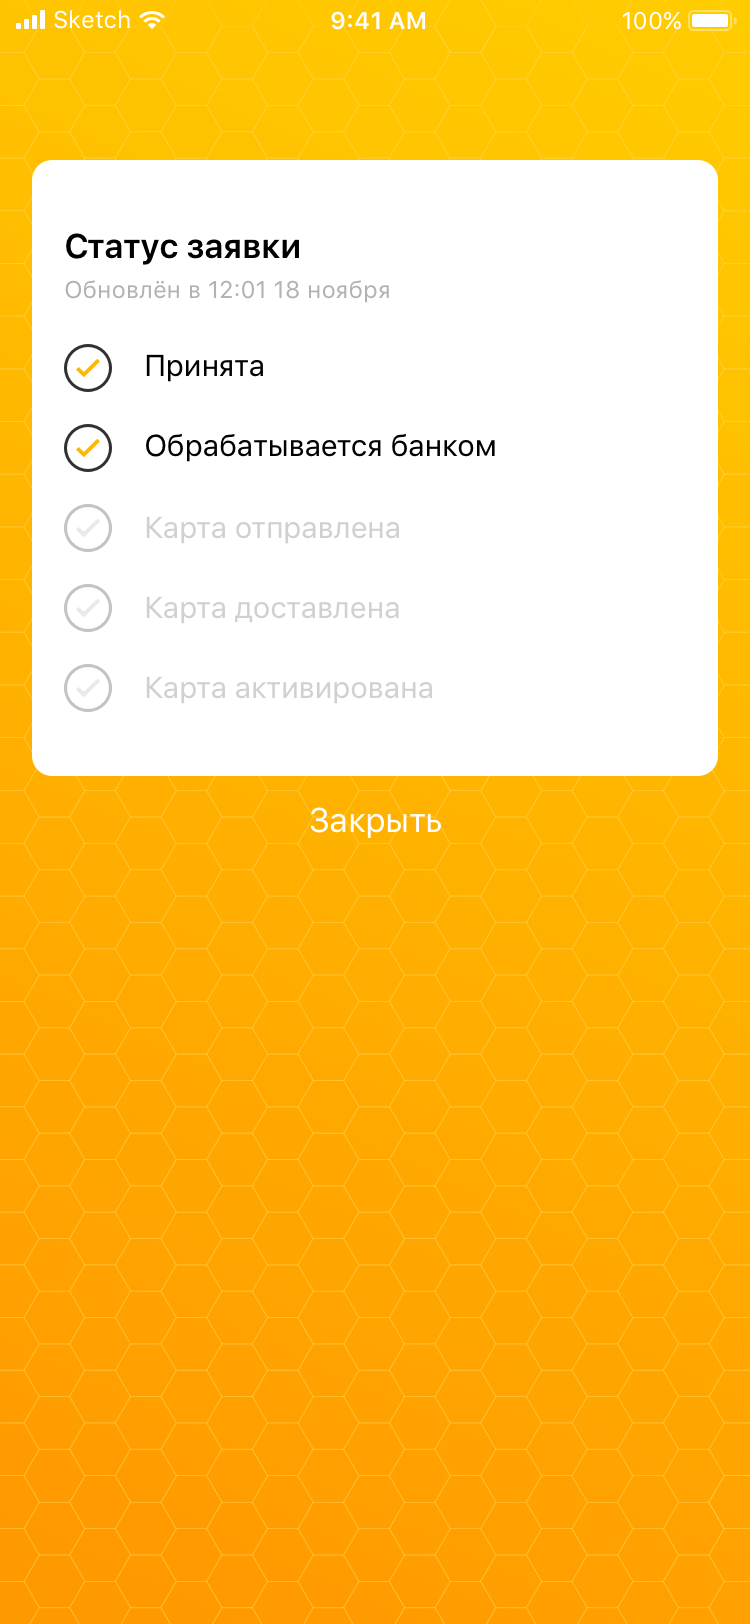 Sketch 9:41 AM 100%
Статус заявки
Обновлён в 12:01 18 ноября
Принята
Обрабатывается банком
Карта отправлена
Карта доставлена
Карта активирована
Закрыть